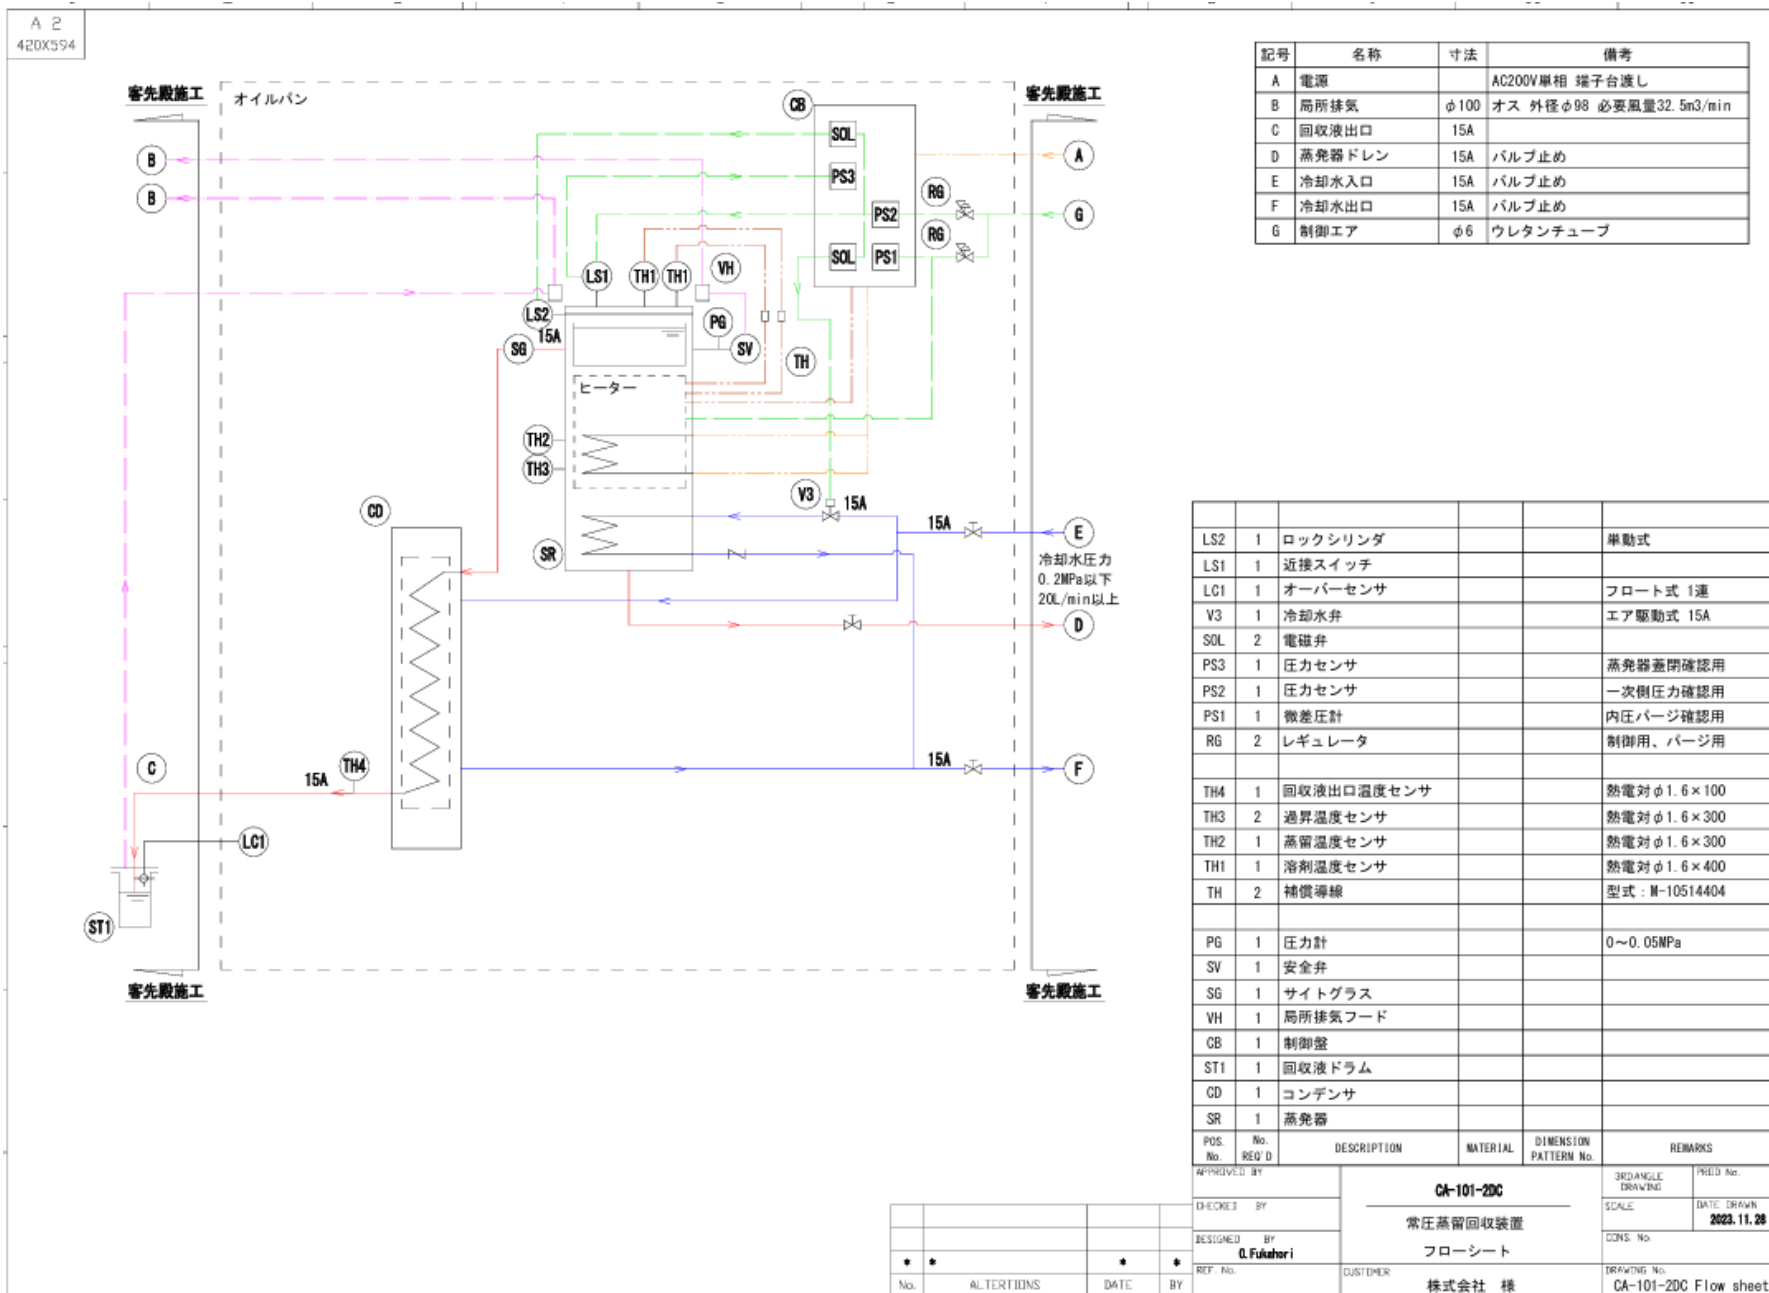 A 2
420X594
客先殿施工
オイルパン
CB
客先殿施工
SOL
B
A
PS3
B
RG
PS2
G
RG
SOL
PS1
LS1
TH1
TH1
VH
LS2
15A
PG
SG
SV
TH
ヒーター
TH2
TH3
V3
15A
CD
15A
E
SR
冷却水圧力
0.2MPa以下
20L/min以上
D
C
15A
TH4
15A
F
LC1
ST1
客先殿施工
客先殿施工
記号 名称 寸法 備考
A 電源 AC200V単相 端子台渡し
B 局所排気 φ100 オス 外径φ98 必要風量32.5m3/min
C 回収液出口 15A
D 蒸発器ドレン 15A バルブ止め
E 冷却水入口 15A バルブ止め
F 冷却水出口 15A バルブ止め
G 制御エア φ6 ウレタンチューブ
LS2 1 ロックシリンダ 単動式
LS1 1 近接スイッチ
LC1 1 オーバーセンサ フロート式 1連
V3 1 冷却水弁 エア駆動式 15A
SOL 2 電磁弁
PS3 1 圧力センサ 蒸発器蓋閉確認用
PS2 1 圧力センサ 一次側圧力確認用
PS1 1 微差圧計 内圧パージ確認用
RG 2 レギュレータ 制御用、パージ用
TH4 1 回収液出口温度センサ 熱電対φ1.6×100
TH3 2 過昇温度センサ 熱電対φ1.6×300
TH2 1 蒸留温度センサ 熱電対φ1.6×300
TH1 1 溶剤温度センサ 熱電対φ1.6×400
TH 2 補償導線 型式：M-10514404
PG 1 圧力計 0～0.05MPa
SV 1 安全弁
SG 1 サイトグラス
VH 1 局所排気フード
CB 1 制御盤
ST1 1 回収液ドラム
CD 1 コンデンサ
SR 1 蒸発器
POS. No. No. REQ'D DESCRIPTION MATERIAL DIMENSION PATTERN No. REMARKS
APPROVED BY
CHECKED BY
DESIGNED BY
O.Fukahori
REF. No.
CA-101-2DC
常圧蒸留回収装置
フローシート
CUSTOMER
株式会社 様
3RD ANGLE DRAWING
PROD No.
SCALE
DATE DRAWN
2023.11.28
CONS. No.
DRAWING No.
CA-101-2DC Flow sheet
* * * *
No. ALTERTIONS DATE BY